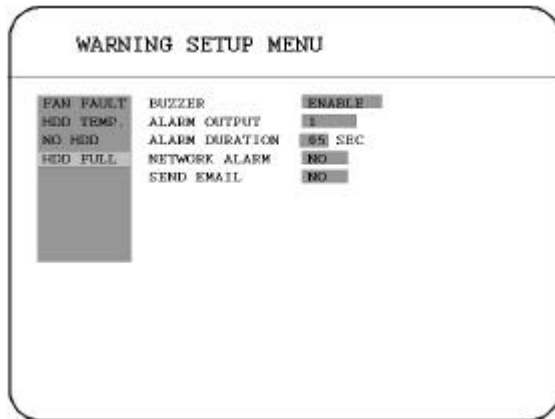 WARNING SETUP MENU
FAN FAULT BUZZER ENABLE
HDD TEMP. ALARM OUTPUT 1
NO HDD ALARM DURATION 05 SEC
HDD FULL NETWORK ALARM NO
SEND EMAIL NO